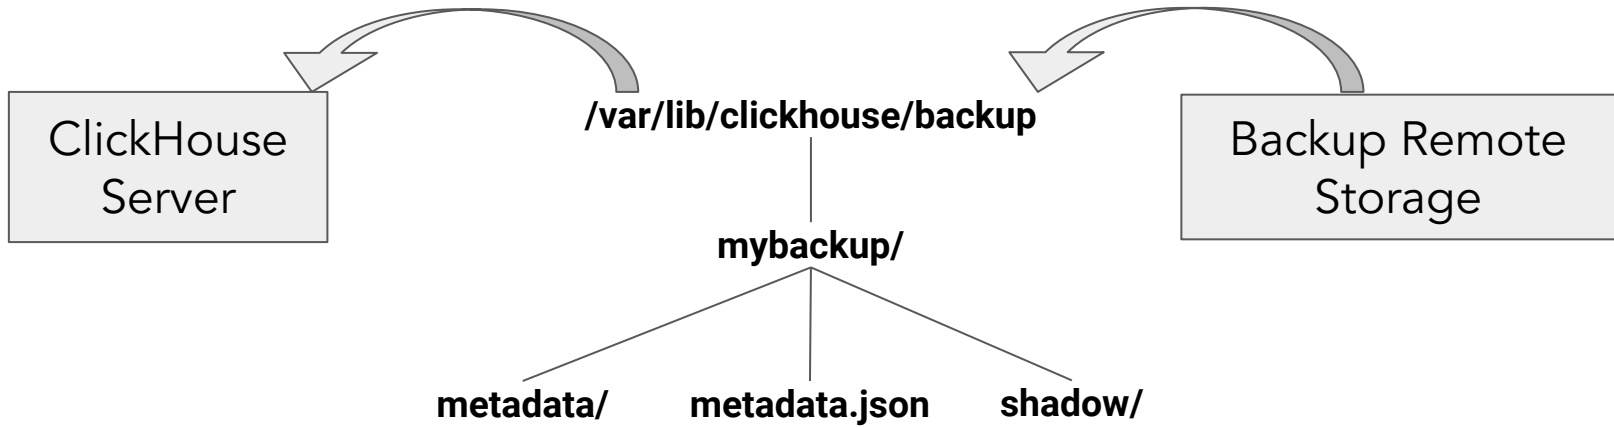 ClickHouse
Server
/var/lib/clickhouse/backup
Backup Remote
Storage
mybackup/
metadata/
metadata.json
shadow/